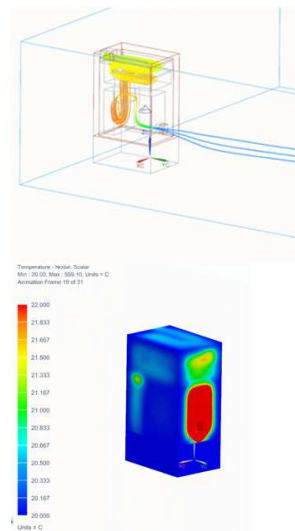 XC
YC
Temperature - Nodal, Scalar
Min : 20.00, Max : 559.10, Units = C
Animation Frame 19 of 31
22.000
21.833
21.667
21.500
21.333
21.167
21.000
20.833
20.667
20.500
20.333
20.167
20.000
Units = C